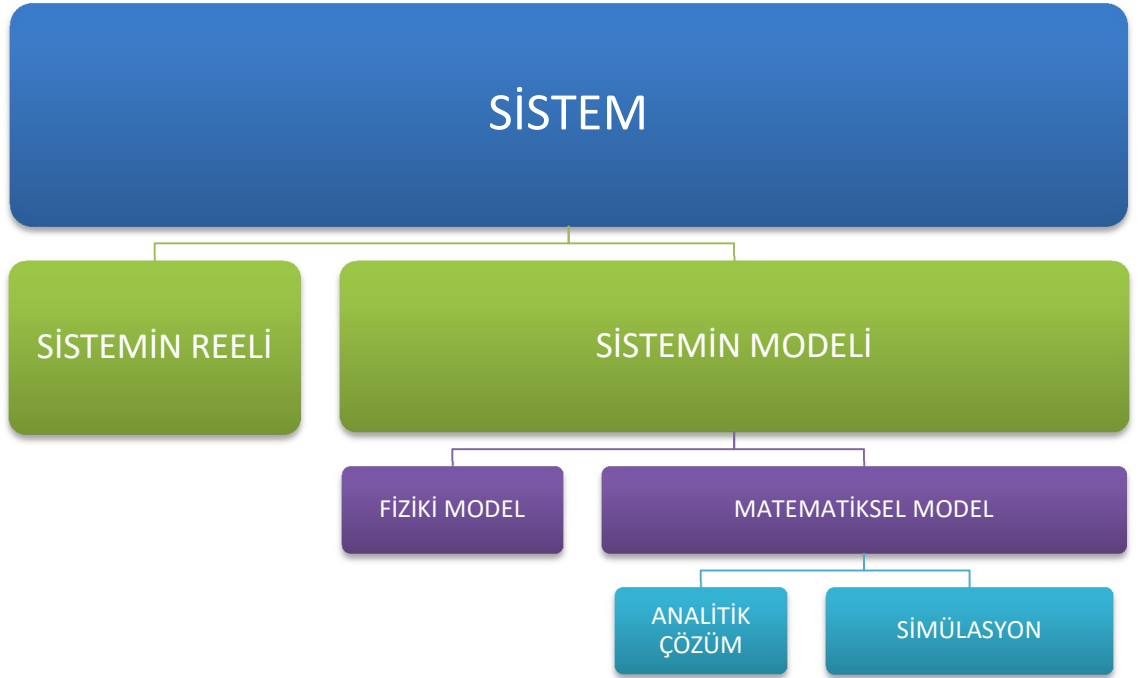 SİSTEM
SİSTEMİN REELİ
SİSTEMİN MODELİ
FİZİKİ MODEL
MATEMATİKSEL MODEL
ANALİTİK
ÇÖZÜM
SİMÜLASYON